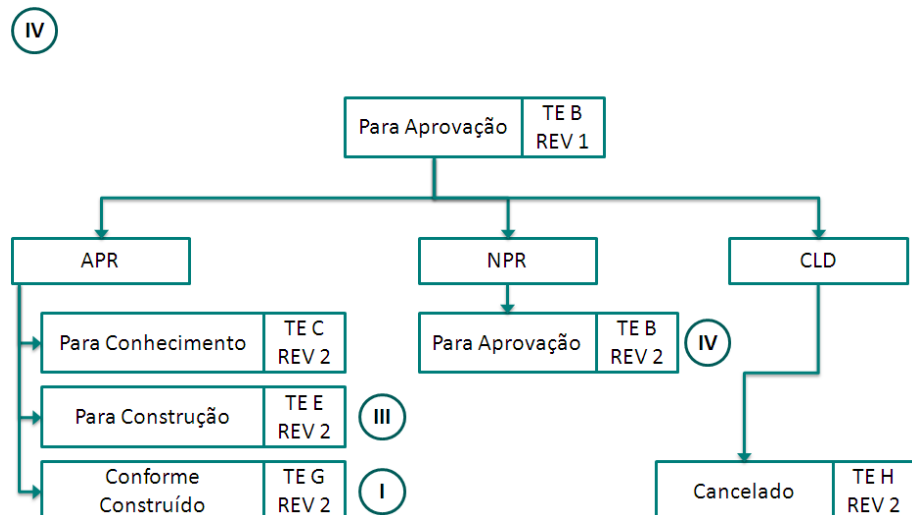 IV
Para Aprovação
TE B
REV 1
APR
NPR
CLD
Para Conhecimento
TE C
REV 2
Para Aprovação
TE B
REV 2
IV
Para Construção
TE E
REV 2
III
Conforme
Construído
TE G
REV 2
I
Cancelado
TE H
REV 2